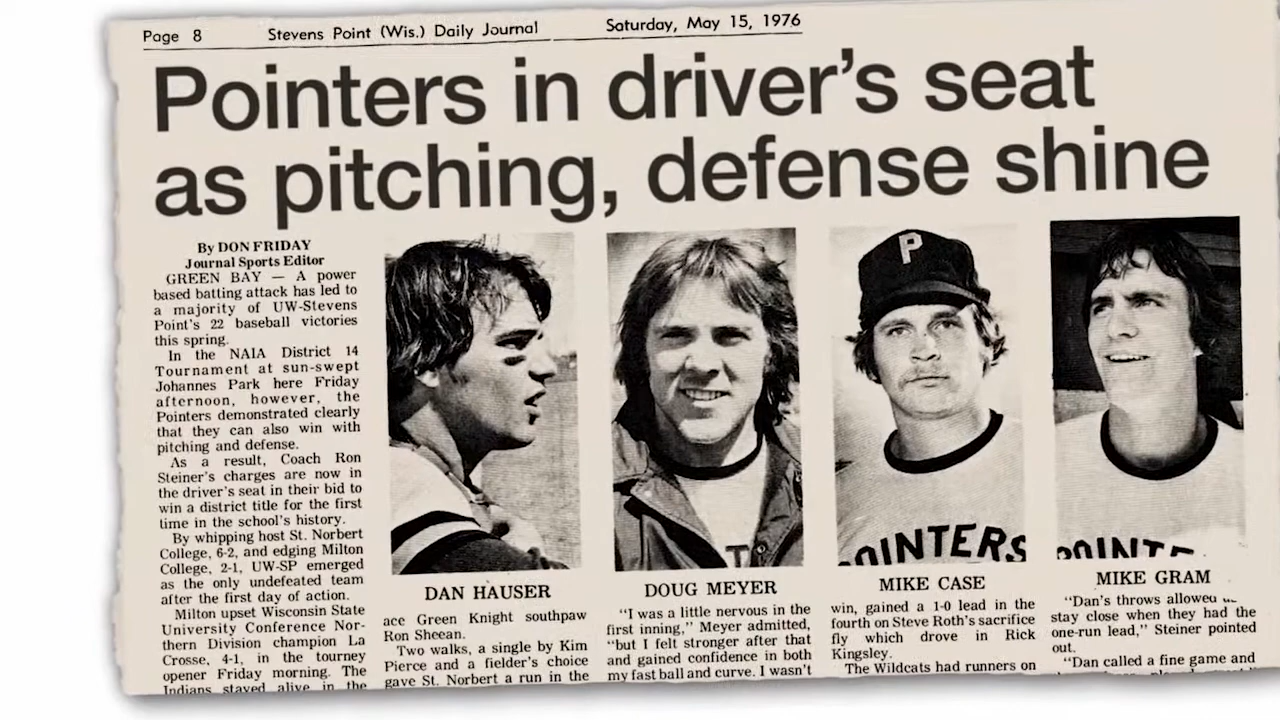 Page 8 Stevens Point (Wis.) Daily Journal Saturday, May 15, 1976
Pointers in driver's seat
as pitching, defense shine
By DON FRIDAY
Journal Sports Editor
GREEN BAY — A power
based batting attack has led to
a majority of UW-Stevens
Point's 22 baseball victories
this spring.
In the NAIA District 14
Tournament at sun-swept
Johannes Park here Friday
afternoon, however, the
Pointers demonstrated clearly
that they can also win with
pitching and defense.
As a result, Coach Ron
Steiner's charges are now in
the driver's seat in their bid to
win a district title for the first
time in the school's history.
By whipping host St. Norbert
College, 6-2, and edging Milton
College, 2-1, UW-SP emerged
as the only undefeated team
after the first day of action.
Milton upset Wisconsin State
University Conference Nor-
thern Division champion La
Crosse, 4-1, in the tourney
opener Friday morning. The
Indians stayed alive in the
DAN HAUSER
ace Green Knight southpaw
Ron Sheean.
Two walks, a single by Kim
Pierce and a fielder's choice
gave St. Norbert a run in the
DOUG MEYER
"I was a little nervous in the
first inning," Meyer admitted,
"but I felt stronger after that
and gained confidence in both
my fast ball and curve. I wasn't
P
OINTERS
MIKE CASE
win, gained a 1-0 lead in the
fourth on Steve Roth's sacrifice
fly which drove in Rick
Kingsley.
The Wildcats had runners on
POINTE
MIKE GRAM
"Dan's throws allowed us
stay close when they had the
one-run lead," Steiner pointed
out.
"Dan called a fine game and